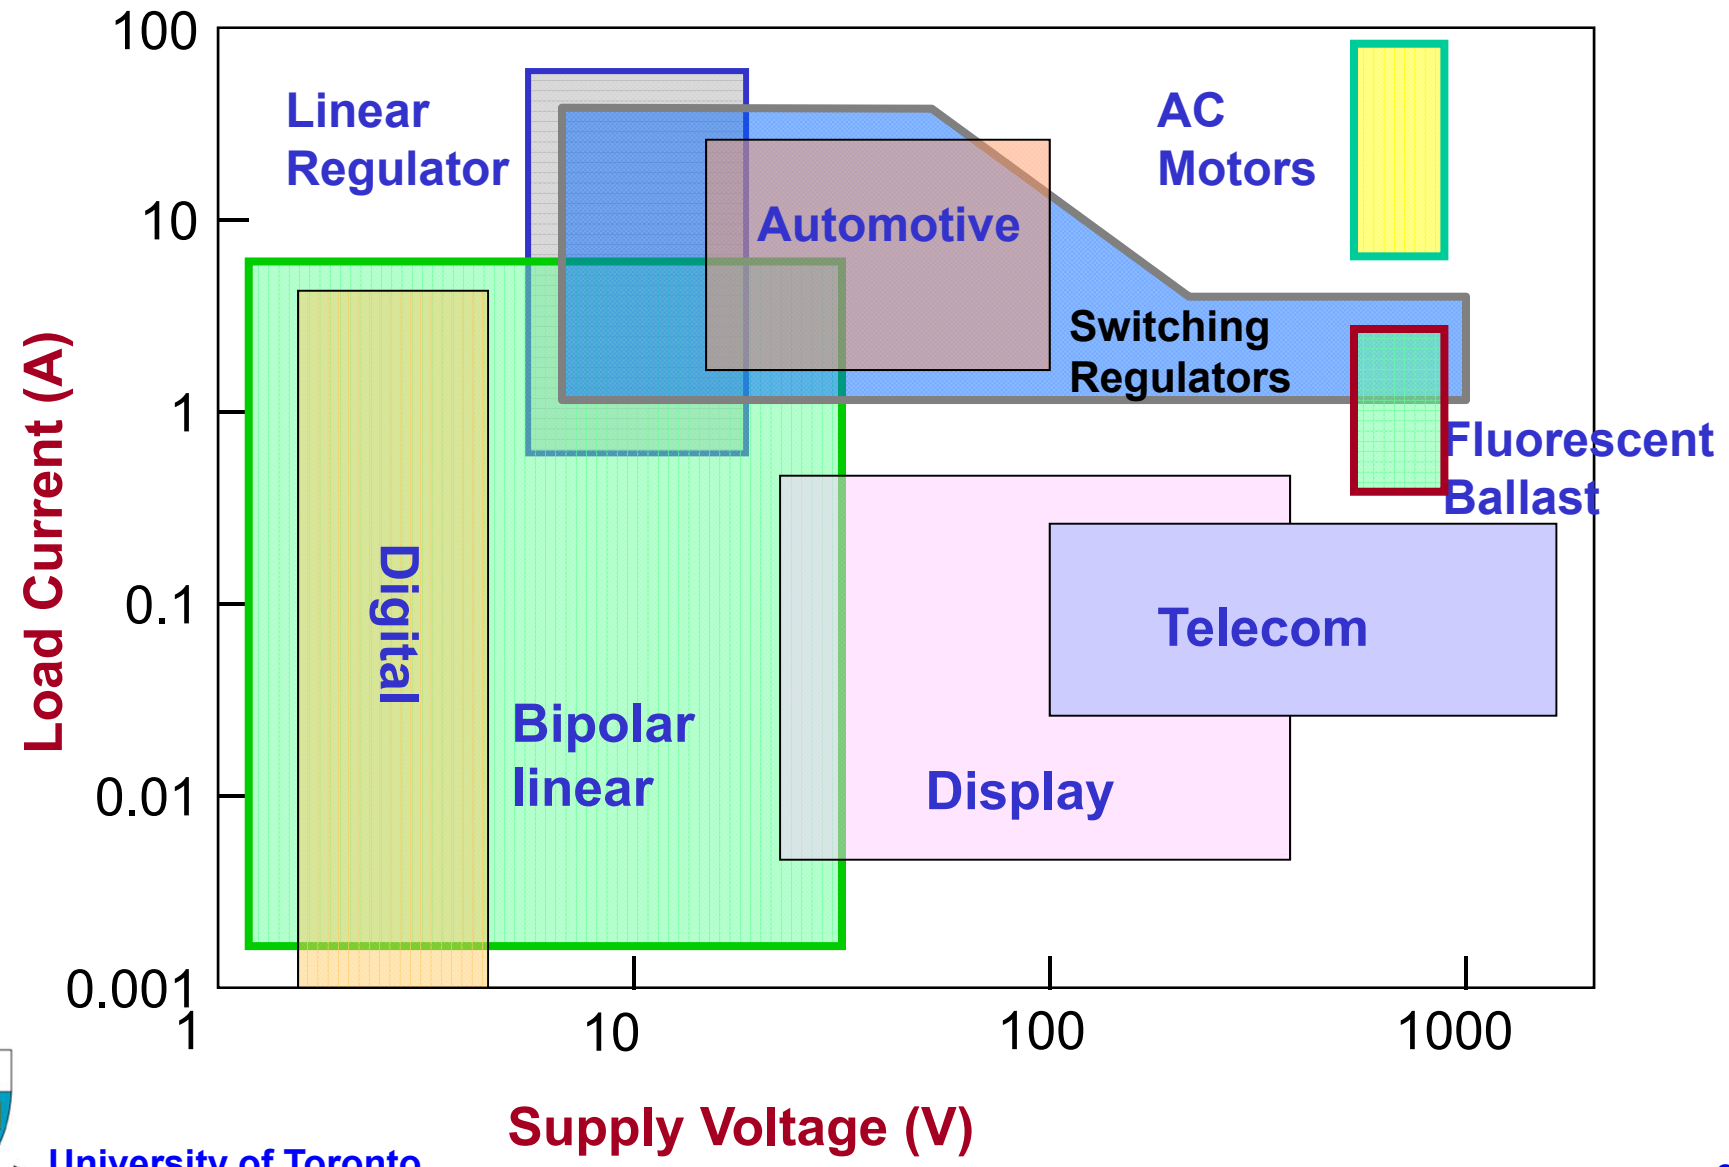 100
Linear
Regulator
AC
Motors
10
Automotive
Switching
Regulators
1
Fluorescent
Ballast
Load Current (A)
Digital
0.1
Telecom
Bipolar
linear
0.01
Display
0.001
1
10
100
1000
Supply Voltage (V)
University of Toronto